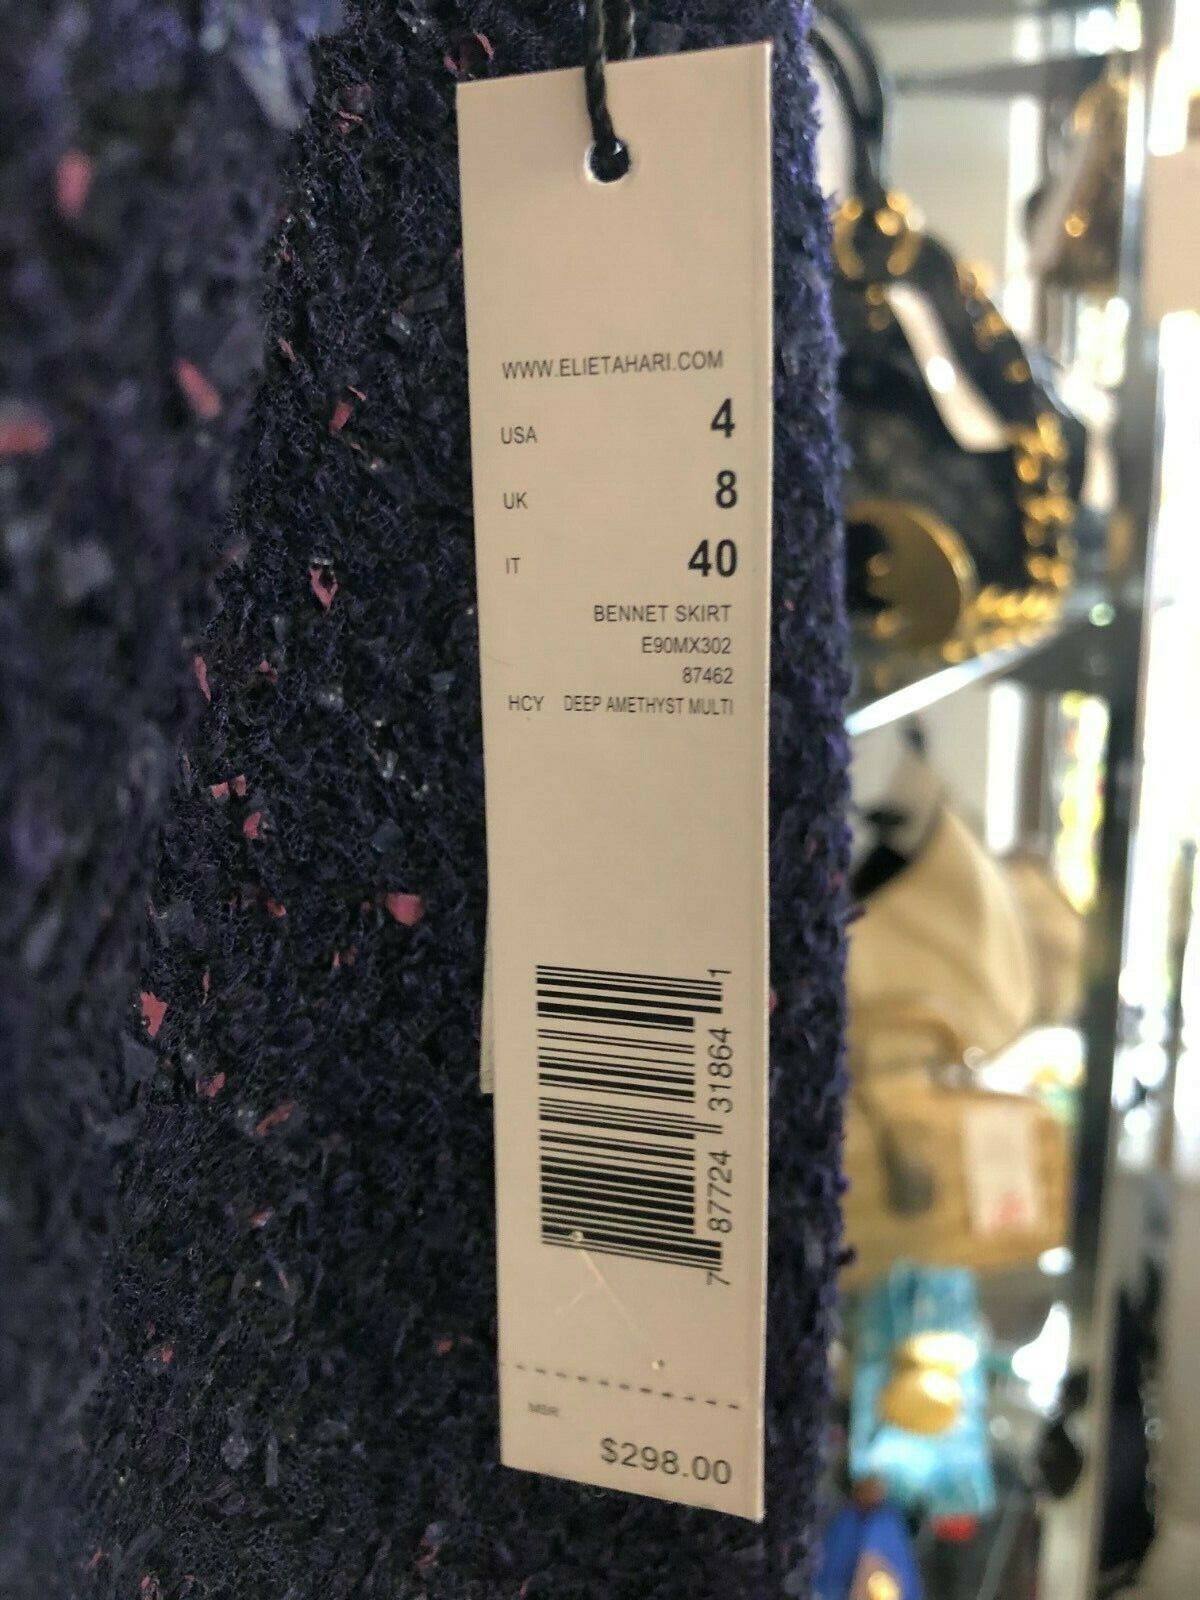 WWW.ELIETAHARI.COM
USA 4
UK 8
IT 40
BENNET SKIRT
E90MX302
87462
HCY DEEP AMETHYST MULTI
7 87724 31864 1
MSR
$298.00